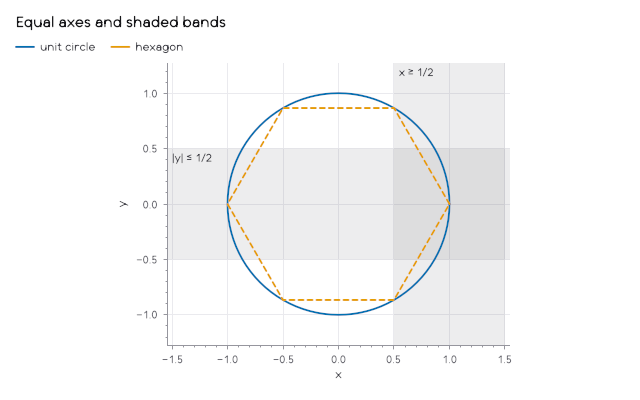 Equal axes and shaded bands
unit circle
hexagon
x ≥ 1/2
|y| ≤ 1/2
y
1.0
0.5
0.0
−0.5
−1.0
−1.5 −1.0 −0.5 0.0 0.5 1.0 1.5
x